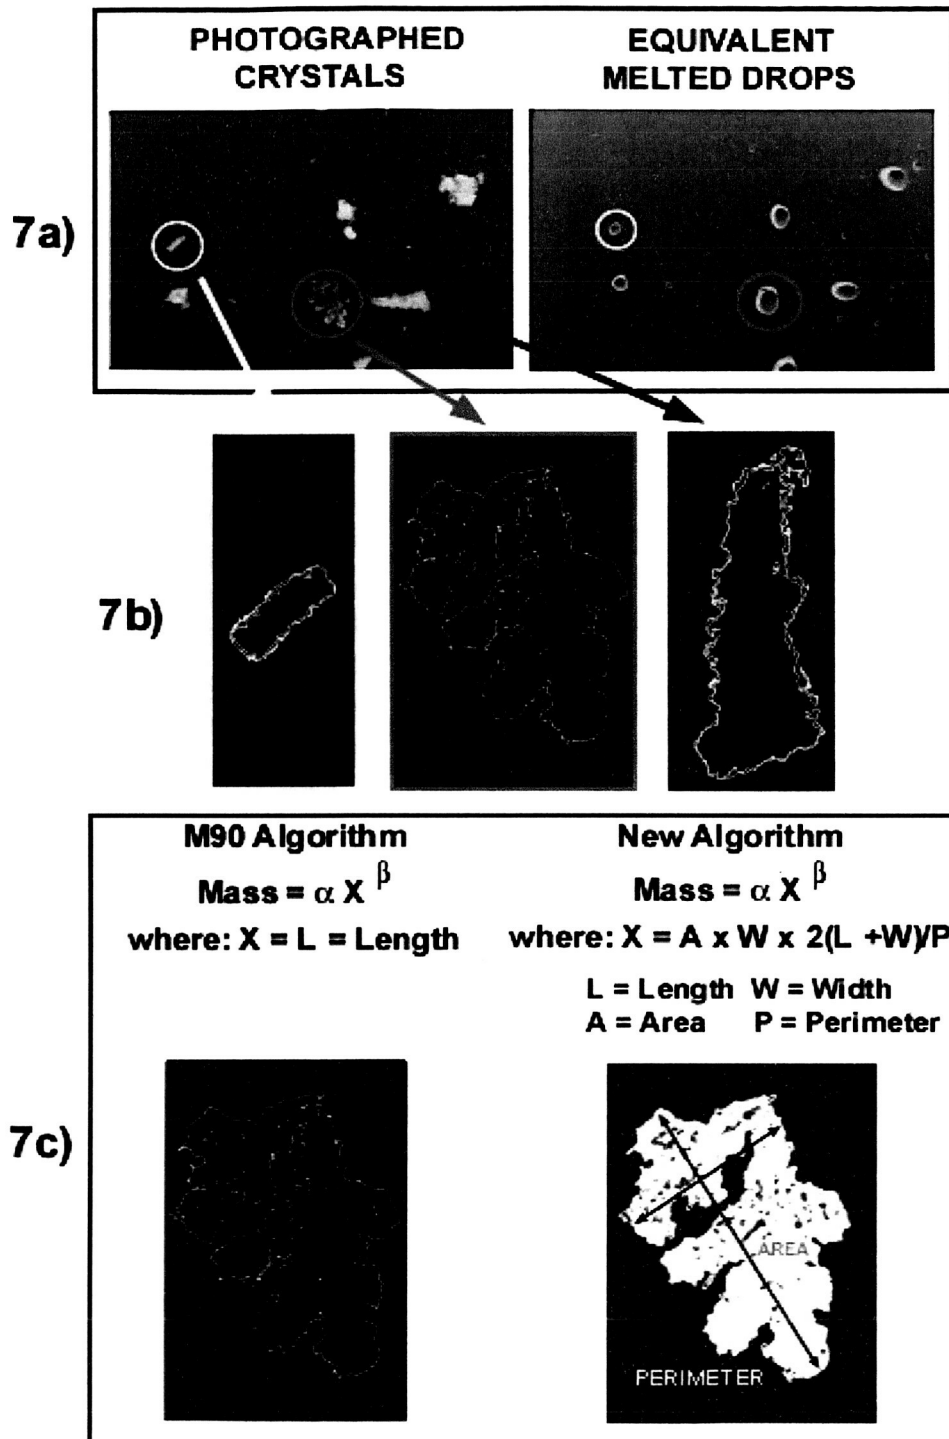 PHOTOGRAPHED
CRYSTALS
EQUIVALENT
MELTED DROPS
7a)
7b)
M90 Algorithm
Mass = α X β
where: X = L = Length
New Algorithm
Mass = α X β
where: X = A x W x 2(L +W)/P
L = Length W = Width
A = Area P = Perimeter
7c)
AREA
PERIMETER